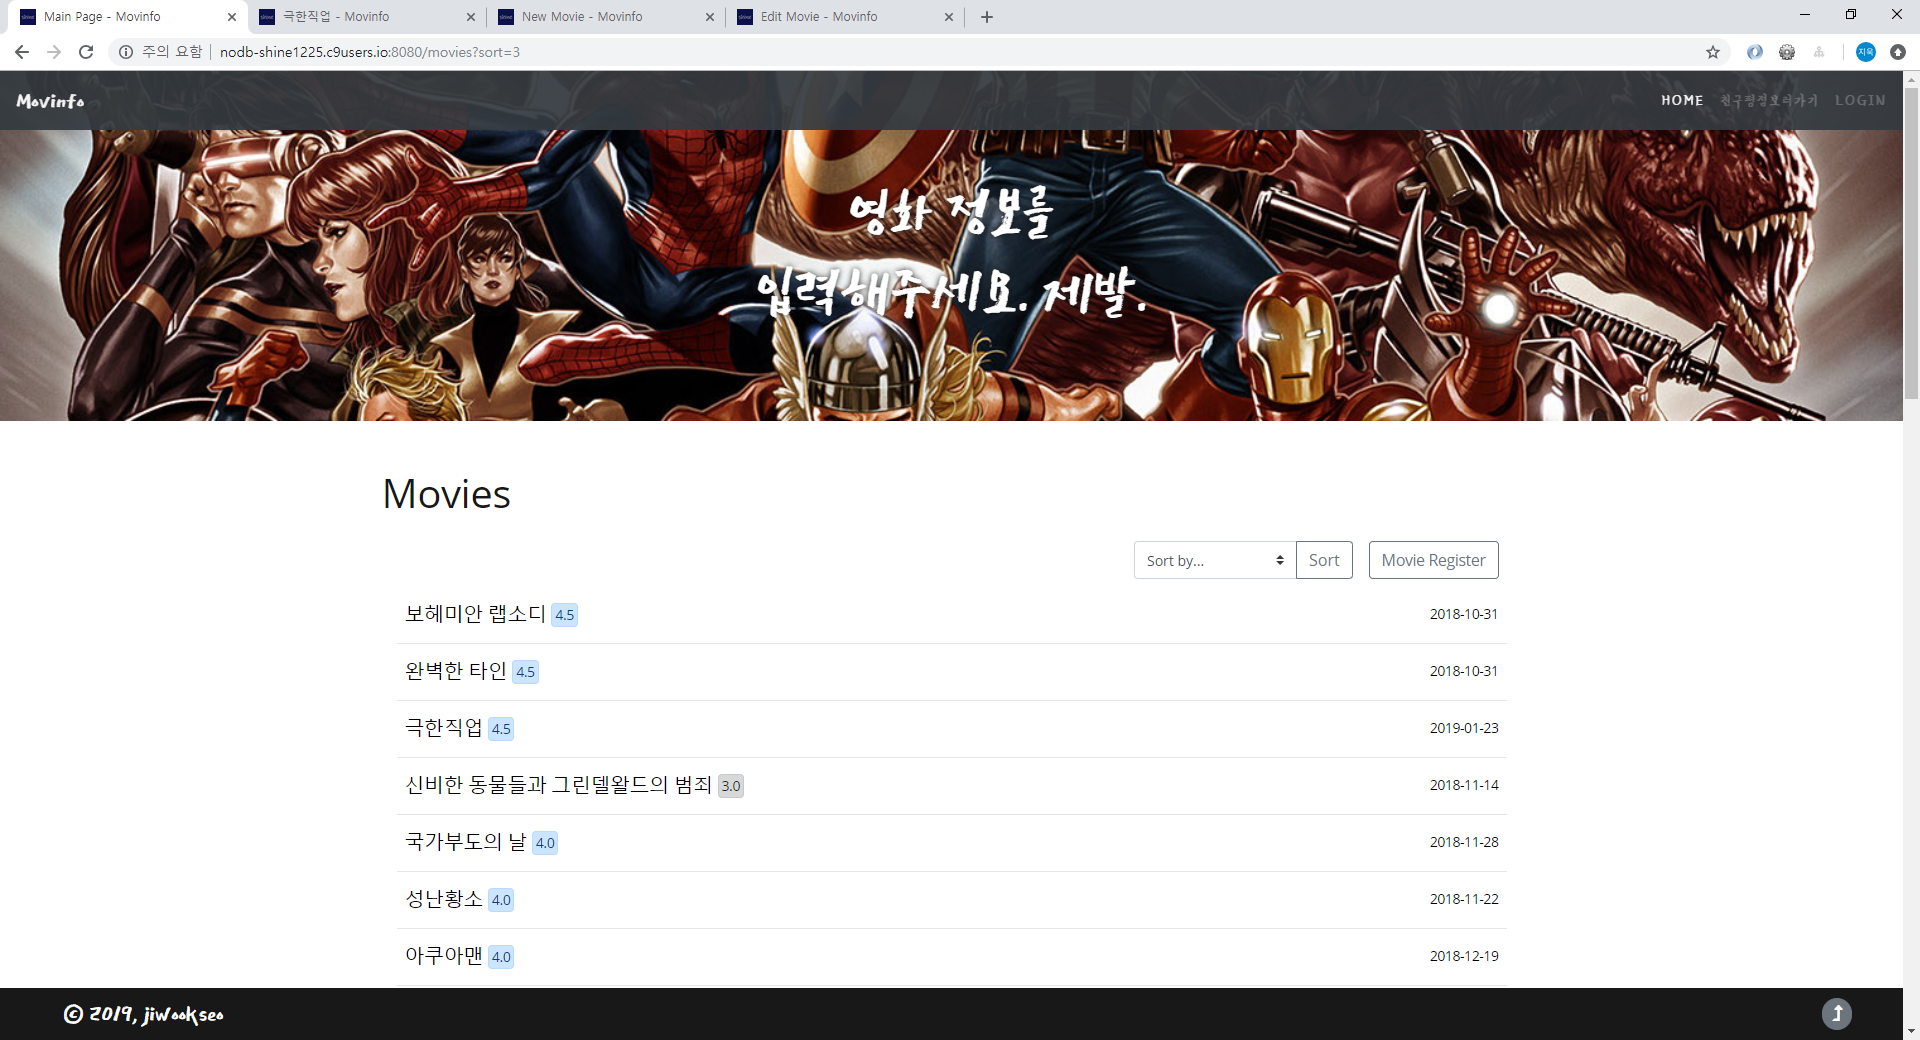 Main Page - Movinfo
극한직업 - Movinfo
New Movie - Movinfo
Edit Movie - Movinfo
주의 요함
nodb-shine1225.c9users.io:8080/movies?sort=3
지욱
Movinfo
HOME
친구평점보러가기
LOGIN
영화 정보를
입력해주세요. 제발.
Movies
Sort by...
Sort
Movie Register
보헤미안 랩소디 4.5 2018-10-31
완벽한 타인 4.5 2018-10-31
극한직업 4.5 2019-01-23
신비한 동물들과 그린델왈드의 범죄 3.0 2018-11-14
국가부도의 날 4.0 2018-11-28
성난황소 4.0 2018-11-22
아쿠아맨 4.0 2018-12-19
© 2019, jiwookseo